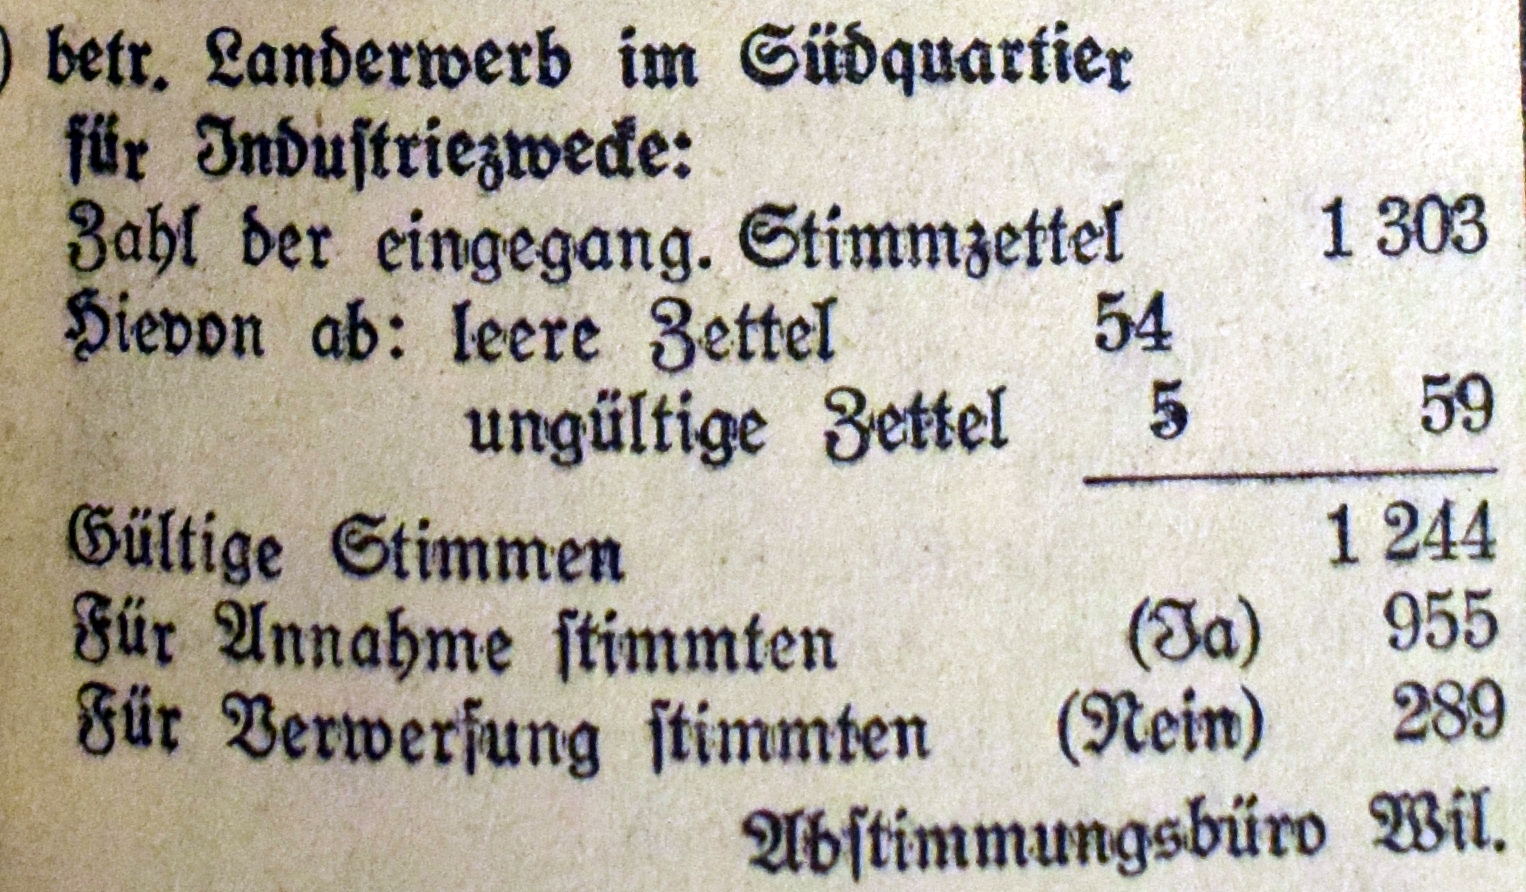 ) betr. Landerwerb im Südquartier
für Induſtriezwecke:
Zahl der eingegang. Stimmzettel 1 303
Hievon ab: leere Zettel 54
ungültige Zettel 5 59
Gültige Stimmen 1 244
Für Annahme ſtimmten (Ja) 955
Für Verwerfung ſtimmten (Nein) 289
Abſtimmungsbüro Wil.